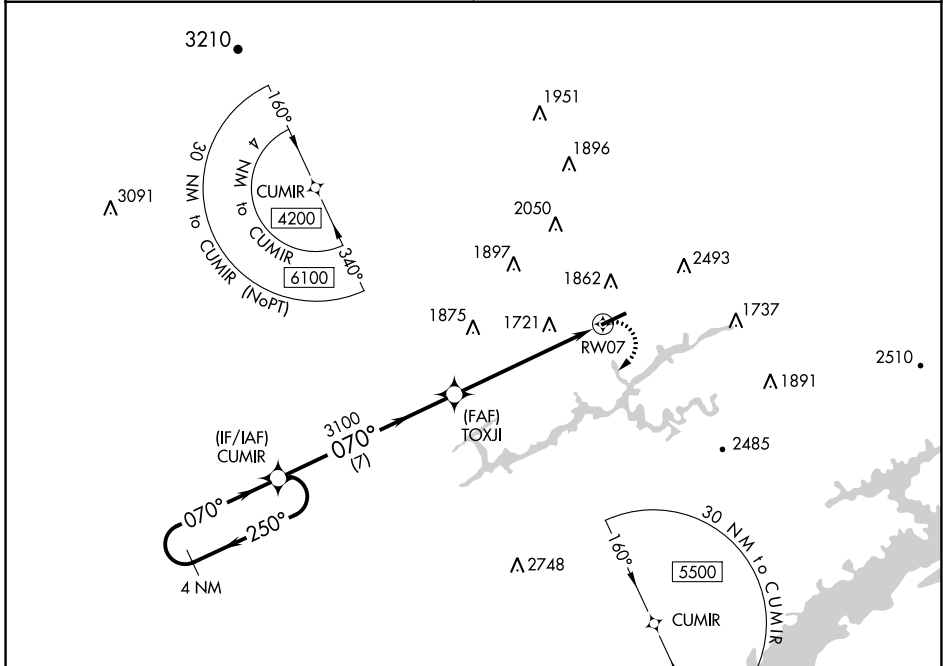 3210
1951
160°
1896
4 NM to CUMIR
30 NM to CUMIR (NoPT)
CUMIR
3091
4200
2050
340°
1897
2493
6100
1862
1875
1721
1737
RW07
2510
1891
(FAF)
TOXJI
3100
070°
(7)
(IF/IAF)
CUMIR
2485
070°
250°
30 NM to CUMIR
160°
2748
5500
4 NM
CUMIR